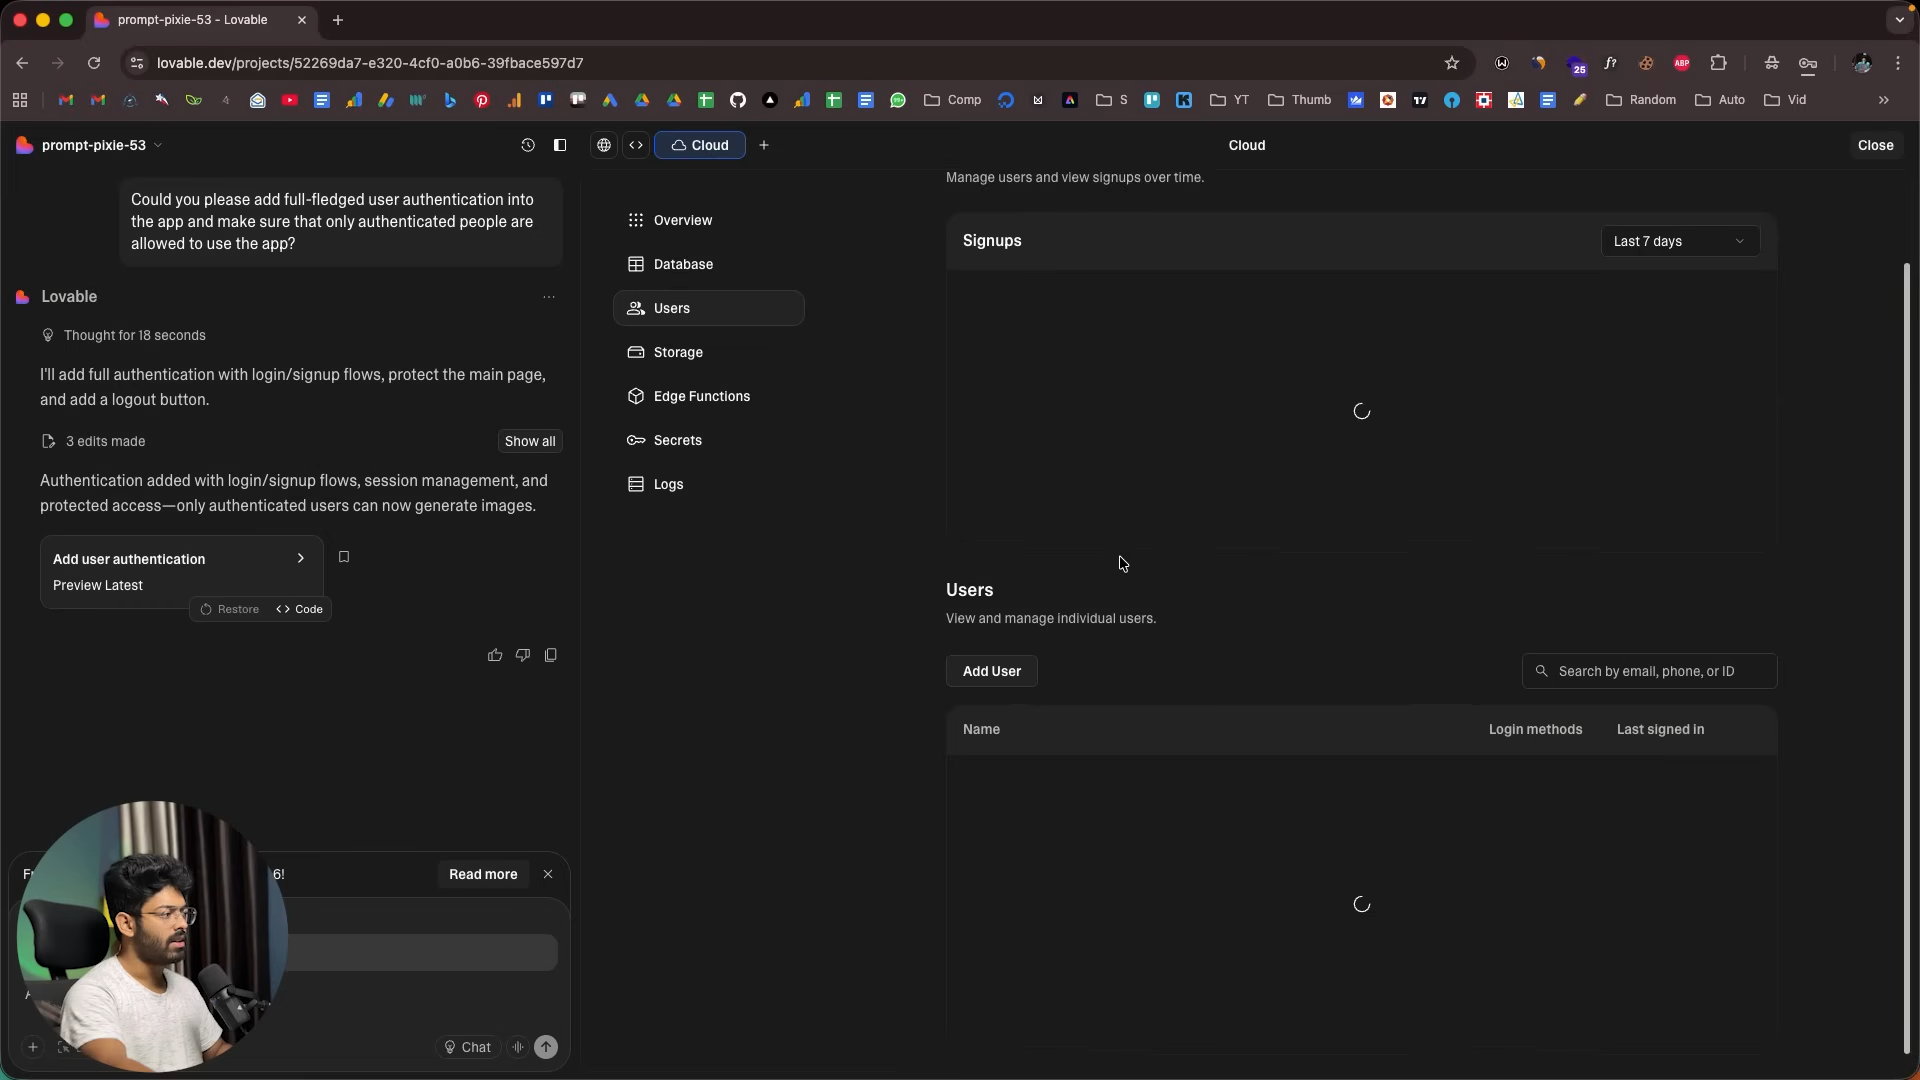 prompt-pixie-53 - Lovable
lovable.dev/projects/52269da7-e320-4cf0-a0b6-39fbace597d7
25
ABP
Comp
S
YT
Thumb
Random
Auto
Vid
prompt-pixie-53
Cloud
Cloud
Close
Could you please add full-fledged user authentication into
the app and make sure that only authenticated people are
allowed to use the app?
Lovable
Thought for 18 seconds
I'll add full authentication with login/signup flows, protect the main page,
and add a logout button.
3 edits made
Show all
Authentication added with login/signup flows, session management, and
protected access—only authenticated users can now generate images.
Add user authentication
Preview Latest
Restore
Code
6!
Read more
Chat
Overview
Database
Users
Storage
Edge Functions
Secrets
Logs
Manage users and view signups over time.
Signups
Last 7 days
Users
View and manage individual users.
Add User
Search by email, phone, or ID
Name
Login methods
Last signed in